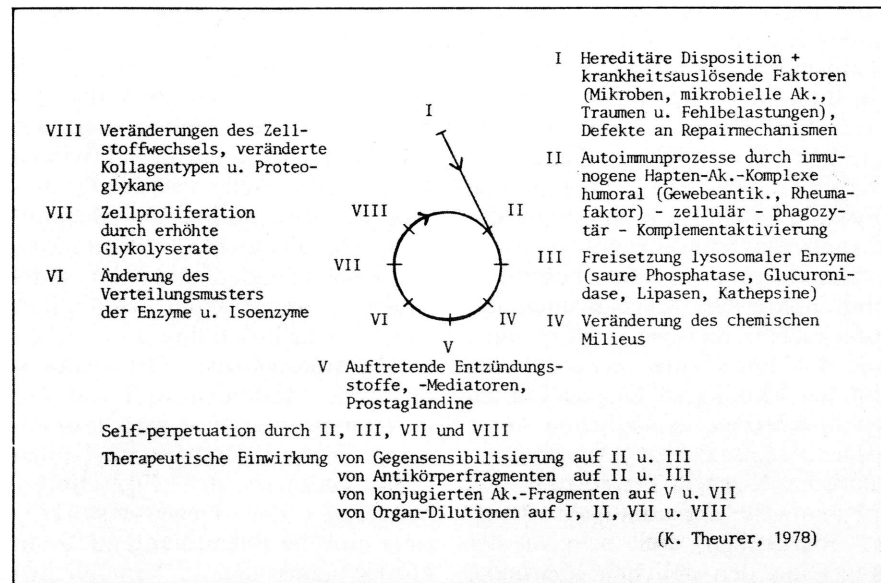 I Hereditäre Disposition +
krankheitsauslösende Faktoren
(Mikroben, mikrobielle Ak.,
Traumen u. Fehlbelastungen),
Defekte an Repairmechanismen
II Autoimmunprozesse durch immu-
nogene Hapten-Ak.-Komplexe
humoral (Gewebeantik., Rheuma-
faktor) - zellulär - phagozy-
tär - Komplementaktivierung
III Freisetzung lysosomaler Enzyme
(saure Phosphatase, Glucuroni-
dase, Lipasen, Kathepsine)
IV Veränderung des chemischen
Milieus
VIII Veränderungen des Zell-
stoffwechsels, veränderte
Kollagentypen u. Proteo-
glykane
VII Zellproliferation
durch erhöhte
Glykolyserate
VI Änderung des
Verteilungsmusters
der Enzyme u. Isoenzyme
I
VIII
II
VII
III
VI
IV
V
V Auftretende Entzündungs-
stoffe, -Mediatoren,
Prostaglandine
Self-perpetuation durch II, III, VII und VIII
Therapeutische Einwirkung von Gegensensibilisierung auf II u. III
von Antikörperfragmenten auf II u. III
von konjugierten Ak.-Fragmenten auf V u. VII
von Organ-Dilutionen auf I, II, VII u. VIII
(K. Theurer, 1978)